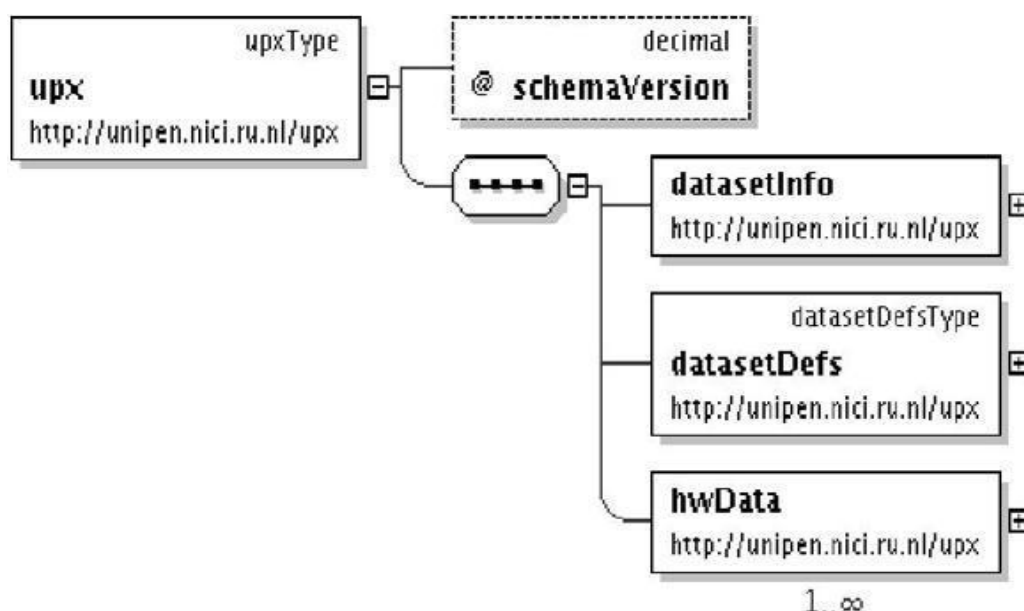 upxType
upx
http://unipen.nici.ru.nl/upx
decimal
@ schemaVersion
datasetInfo
http://unipen.nici.ru.nl/upx
datasetDefsType
datasetDefs
http://unipen.nici.ru.nl/upx
hwData
http://unipen.nici.ru.nl/upx
1..∞